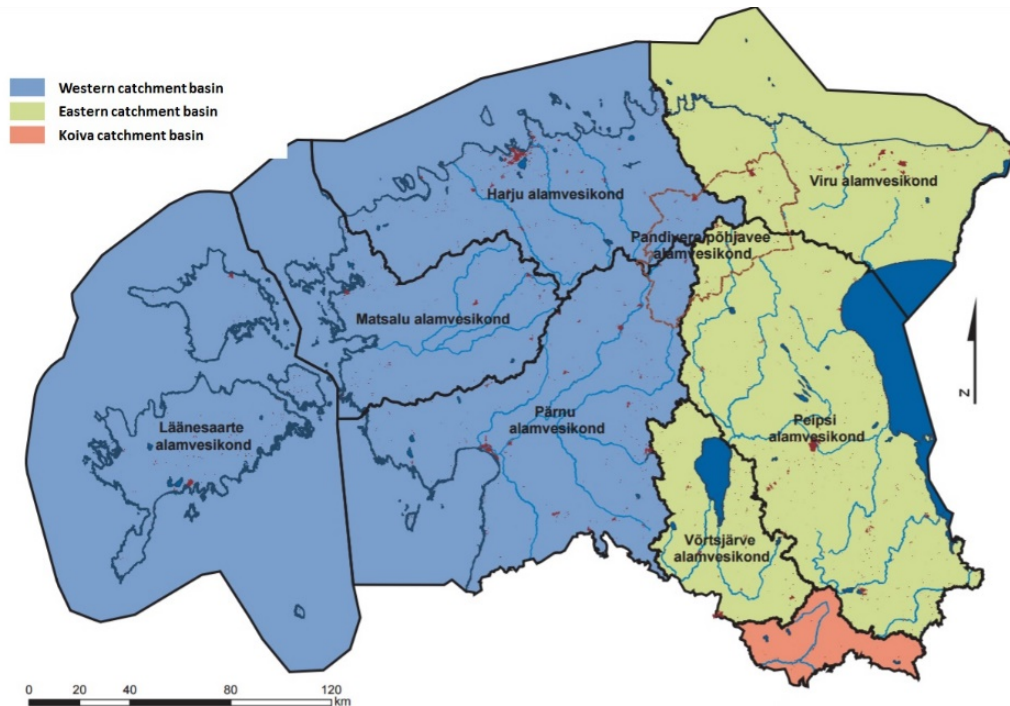 Western catchment basin
Eastern catchment basin
Koiva catchment basin
Harju alamvesikond
Viru alamvesikond
Pandivere põhjavee
alamvesikond
Matsalu alamvesikond
Läänesaarte
alamvesikond
Pärnu
alamvesikond
Peipsi
alamvesikond
Võrtsjärve
alamvesikond
N
0 20 40 80 120
km